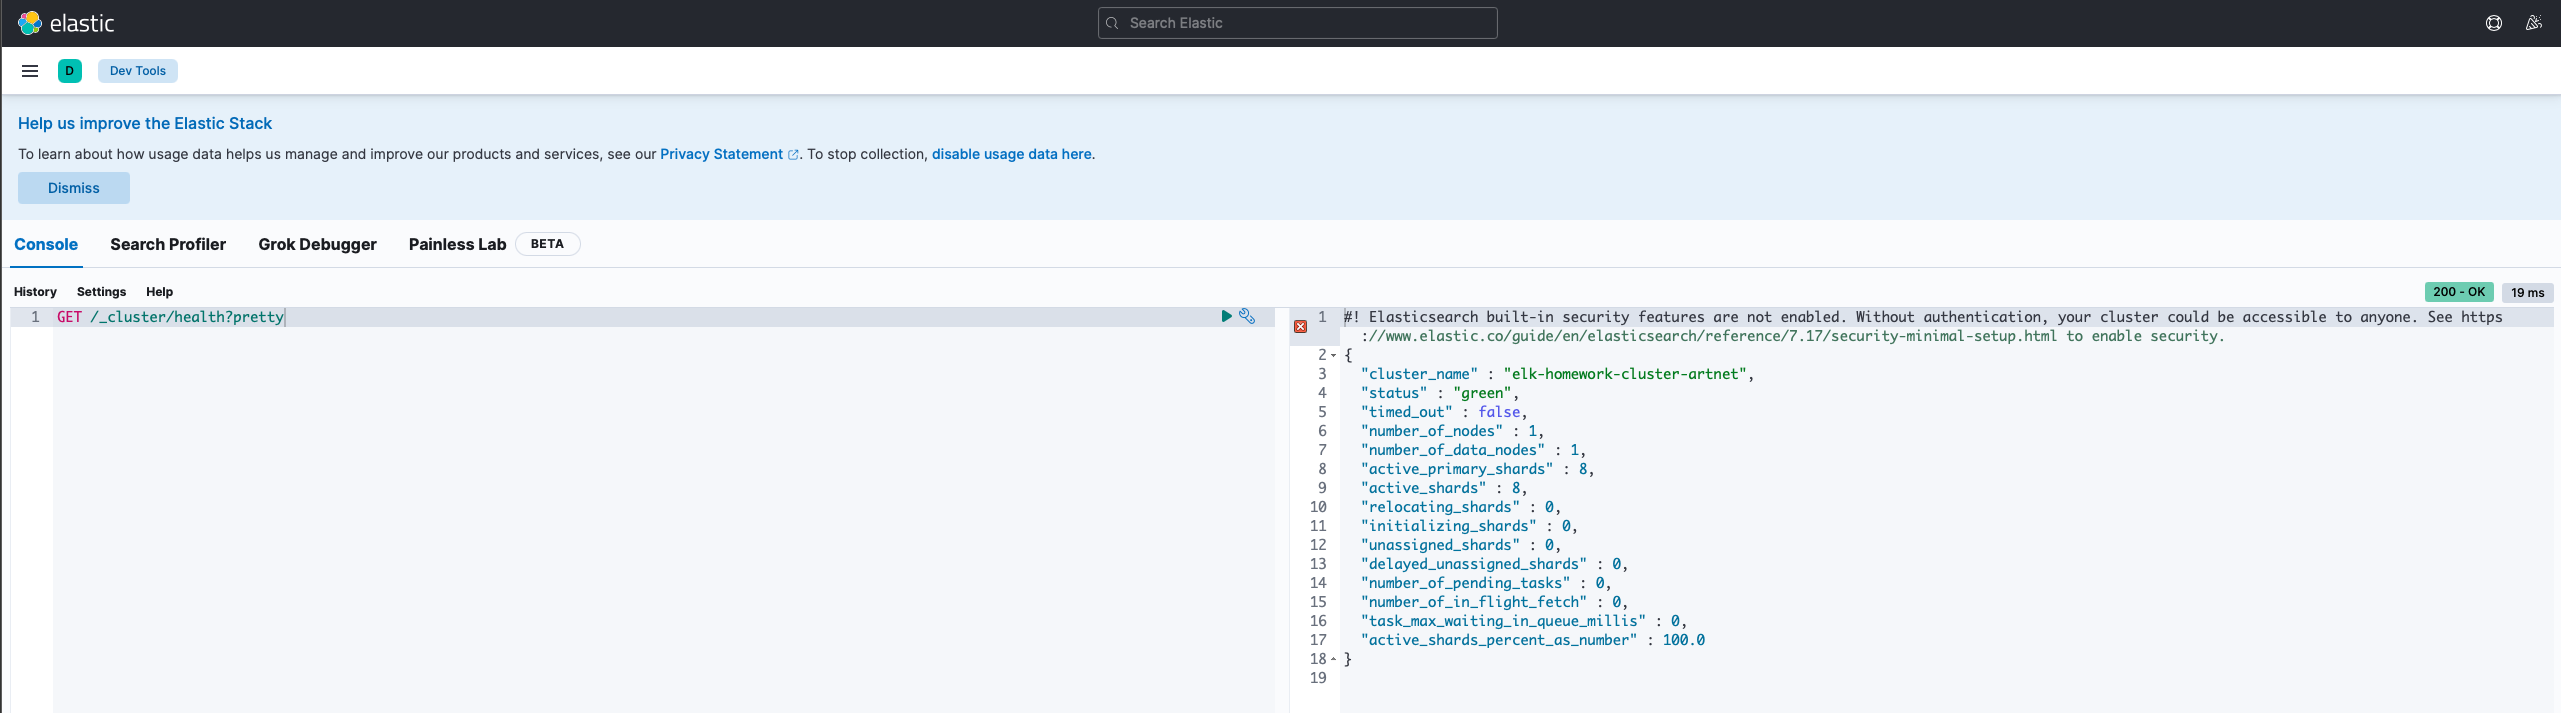 elastic
Search Elastic
D
Dev Tools
Help us improve the Elastic Stack
To learn about how usage data helps us manage and improve our products and services, see our Privacy Statement. To stop collection, disable usage data here.
Dismiss
Console Search Profiler Grok Debugger Painless Lab BETA
History Settings Help
200 - OK 19 ms
1 GET /_cluster/health?pretty
1 #! Elasticsearch built-in security features are not enabled. Without authentication, your cluster could be accessible to anyone. See https
://www.elastic.co/guide/en/elasticsearch/reference/7.17/security-minimal-setup.html to enable security.
2 {
3 "cluster_name" : "elk-homework-cluster-artnet",
4 "status" : "green",
5 "timed_out" : false,
6 "number_of_nodes" : 1,
7 "number_of_data_nodes" : 1,
8 "active_primary_shards" : 8,
9 "active_shards" : 8,
10 "relocating_shards" : 0,
11 "initializing_shards" : 0,
12 "unassigned_shards" : 0,
13 "delayed_unassigned_shards" : 0,
14 "number_of_pending_tasks" : 0,
15 "number_of_in_flight_fetch" : 0,
16 "task_max_waiting_in_queue_millis" : 0,
17 "active_shards_percent_as_number" : 100.0
18 }
19